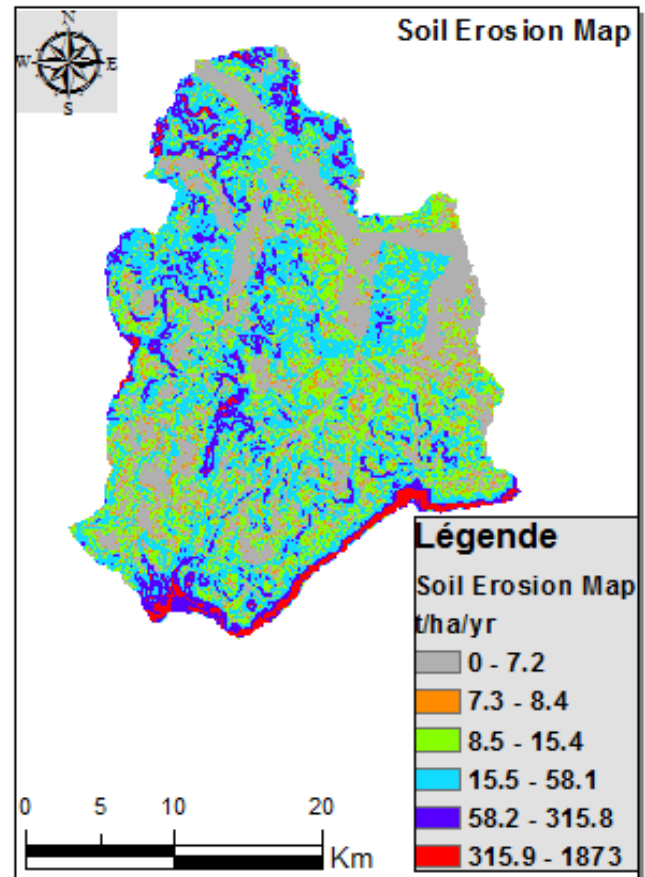 Soil Erosion Map
N
W E
S
Légende
Soil Erosion Map
t/ha/yr
0 - 7.2
7.3 - 8.4
8.5 - 15.4
15.5 - 58.1
58.2 - 315.8
315.9 - 1873
0 5 10 20
Km